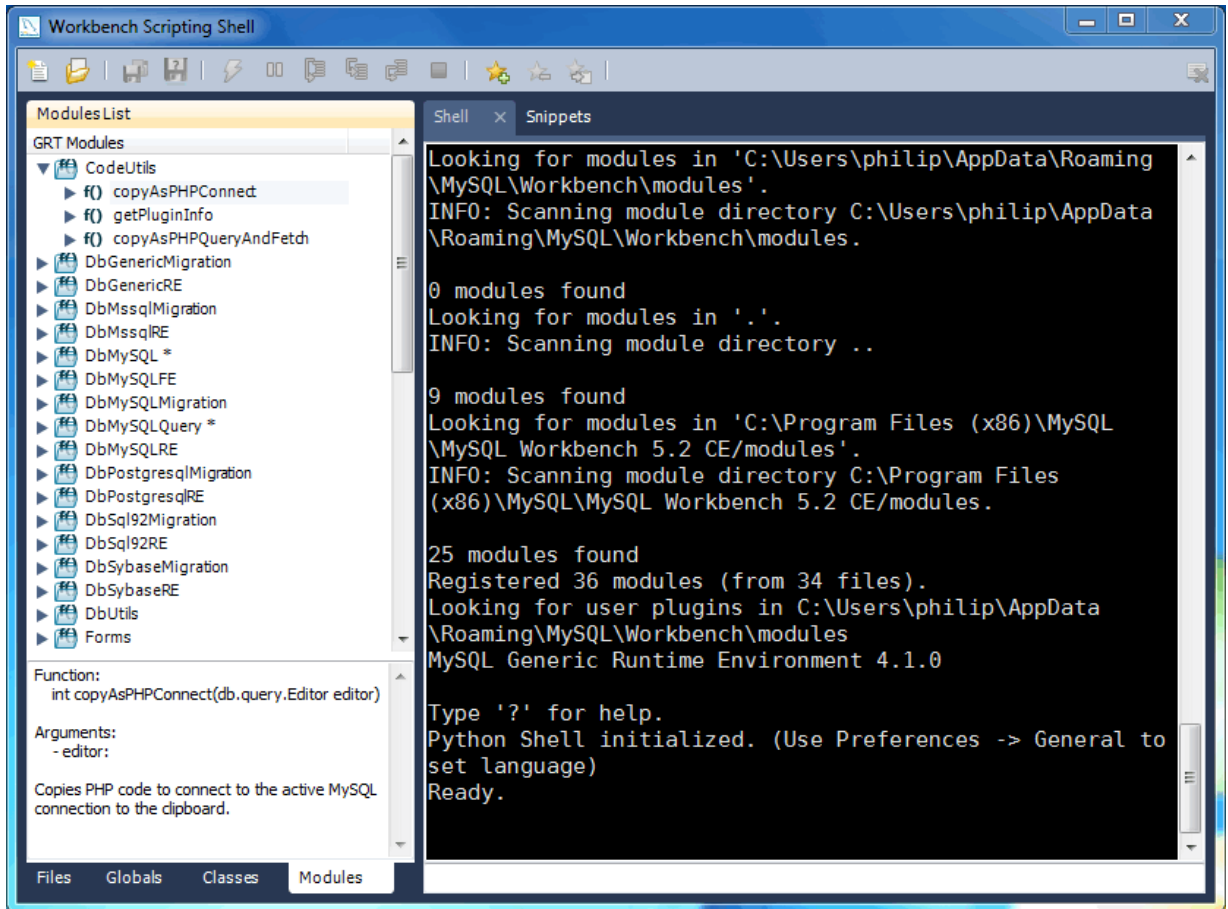 Workbench Scripting Shell
Modules List
GRT Modules
CodeUtils
f() copyAsPHPConnect
f() getPluginInfo
f() copyAsPHPQueryAndFetch
DbGenericMigration
DbGenericRE
DbMssqlMigration
DbMssqlRE
DbMySQL *
DbMySQLFE
DbMySQLMigration
DbMySQLQuery *
DbMySQLRE
DbPostgresqlMigration
DbPostgresqlRE
DbSql92Migration
DbSql92RE
DbSybaseMigration
DbSybaseRE
DbUtils
Forms
Function:
int copyAsPHPConnect(db.query.Editor editor)
Arguments:
- editor:
Copies PHP code to connect to the active MySQL
connection to the clipboard.
Files Globals Classes Modules
Shell Snippets
Looking for modules in 'C:\Users\philip\AppData\Roaming
\MySQL\Workbench\modules'.
INFO: Scanning module directory C:\Users\philip\AppData
\Roaming\MySQL\Workbench\modules.
0 modules found
Looking for modules in '.'.
INFO: Scanning module directory ..
9 modules found
Looking for modules in 'C:\Program Files (x86)\MySQL
\MySQL Workbench 5.2 CE/modules'.
INFO: Scanning module directory C:\Program Files
(x86)\MySQL\MySQL Workbench 5.2 CE/modules.
25 modules found
Registered 36 modules (from 34 files).
Looking for user plugins in C:\Users\philip\AppData
\Roaming\MySQL\Workbench\modules
MySQL Generic Runtime Environment 4.1.0
Type '?' for help.
Python Shell initialized. (Use Preferences -> General to
set language)
Ready.